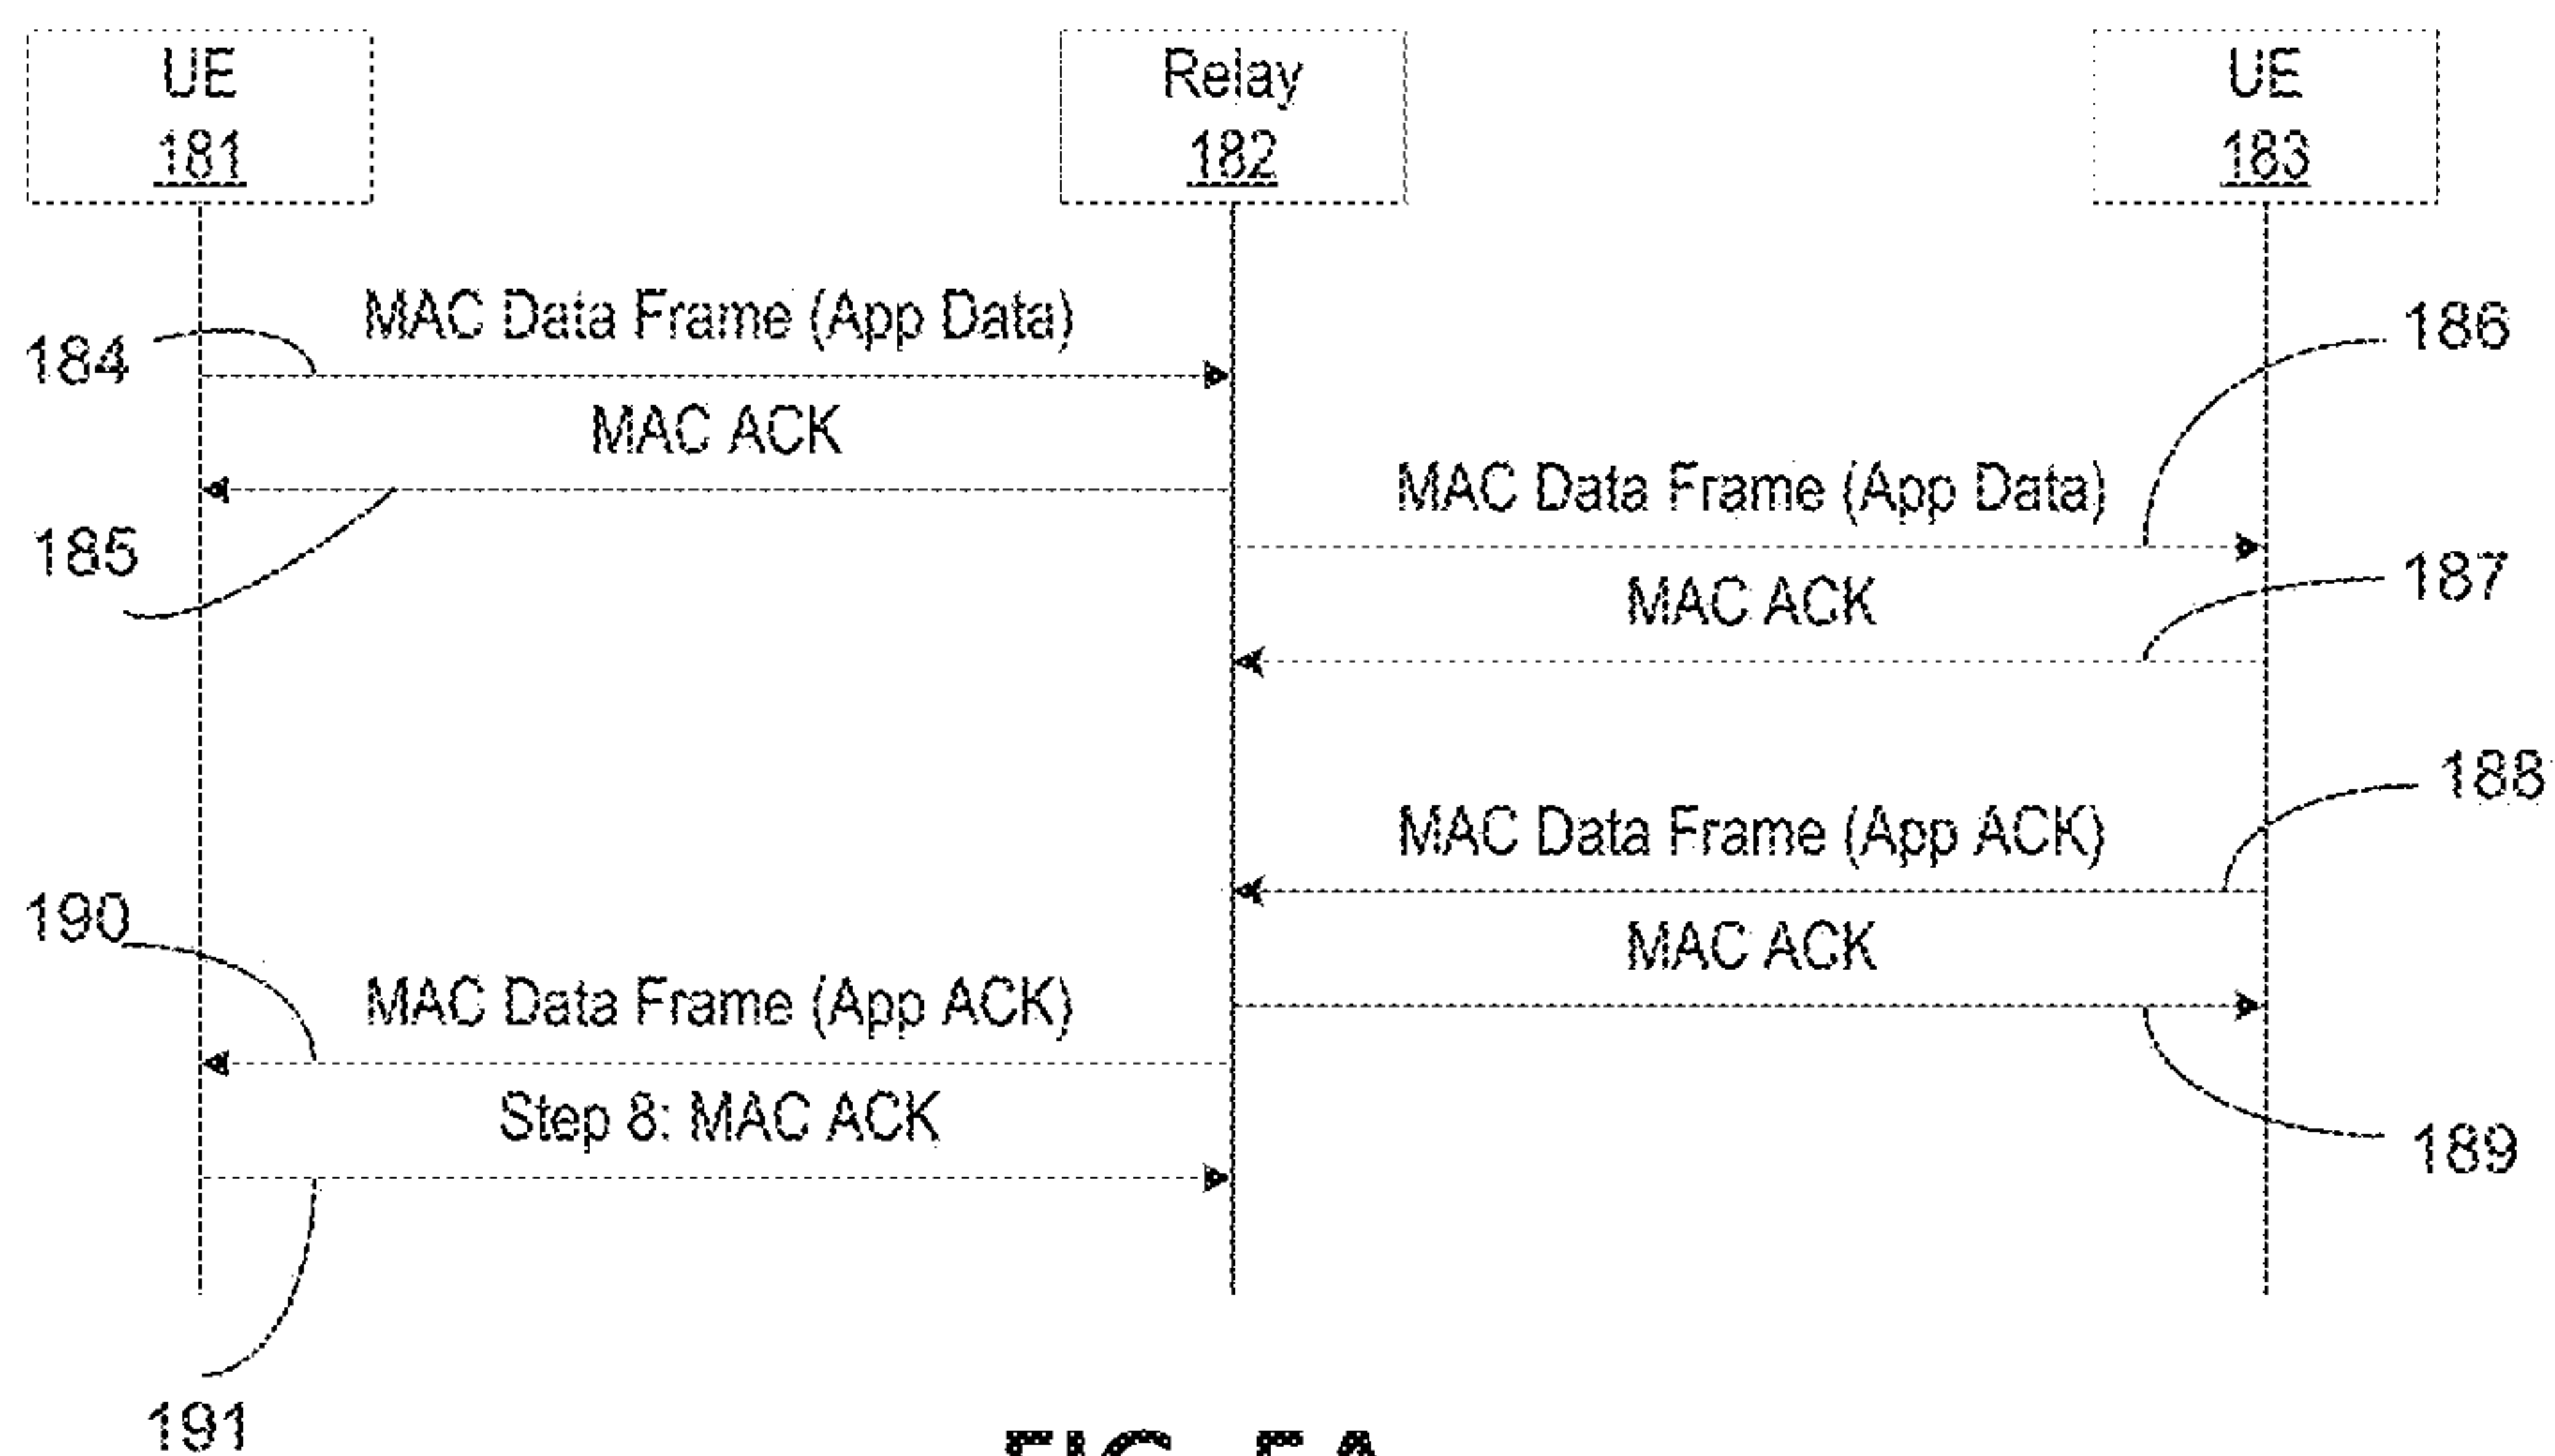 UE
181
Relay
182
UE
183
MAC Data Frame (App Data)
184
186
MAC ACK
MAC Data Frame (App Data)
185
187
MAC ACK
188
MAC Data Frame (App ACK)
190
MAC ACK
MAC Data Frame (App ACK)
Step 8: MAC ACK
189
191
FIG. 5A